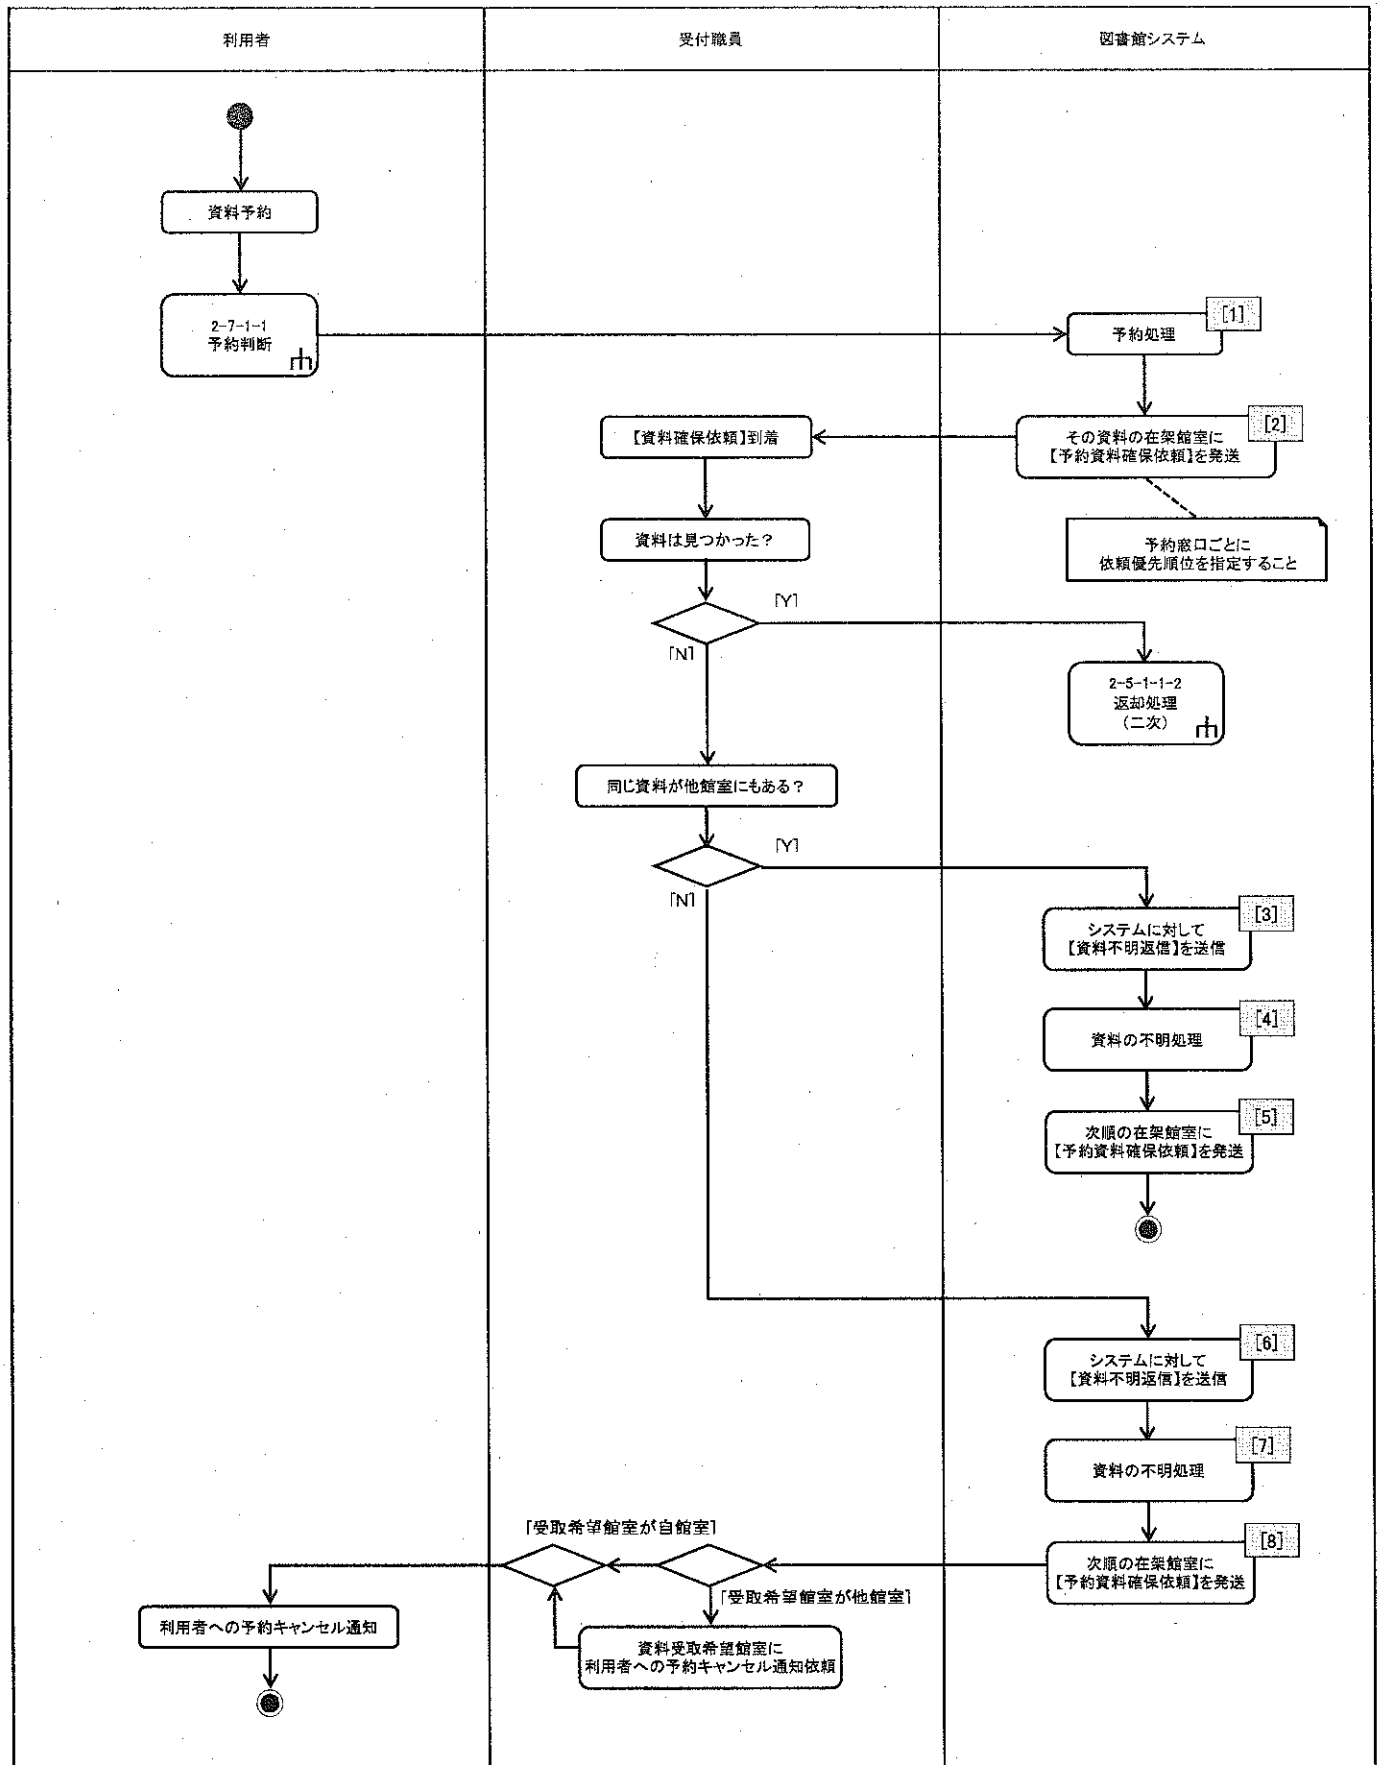 利用者
受付職員
図書館システム
資料予約
2-7-1-1
予約判断
[1]
予約処理
[2]
その資料の在架館室に
【予約資料確保依頼】を発送
【資料確保依頼】到着
予約窓口ごとに
依頼優先順位を指定すること
資料は見つかった？
[Y]
[N]
2-5-1-1-2
返却処理
(二次)
同じ資料が他館室にもある？
[Y]
[N]
[3]
システムに対して
【資料不明返信】を送信
[4]
資料の不明処理
[5]
次順の在架館室に
【予約資料確保依頼】を発送
[6]
システムに対して
【資料不明返信】を送信
[7]
資料の不明処理
[8]
次順の在架館室に
【予約資料確保依頼】を発送
[受取希望館室が自館室]
[受取希望館室が他館室]
資料受取希望館室に
利用者への予約キャンセル通知依頼
利用者への予約キャンセル通知